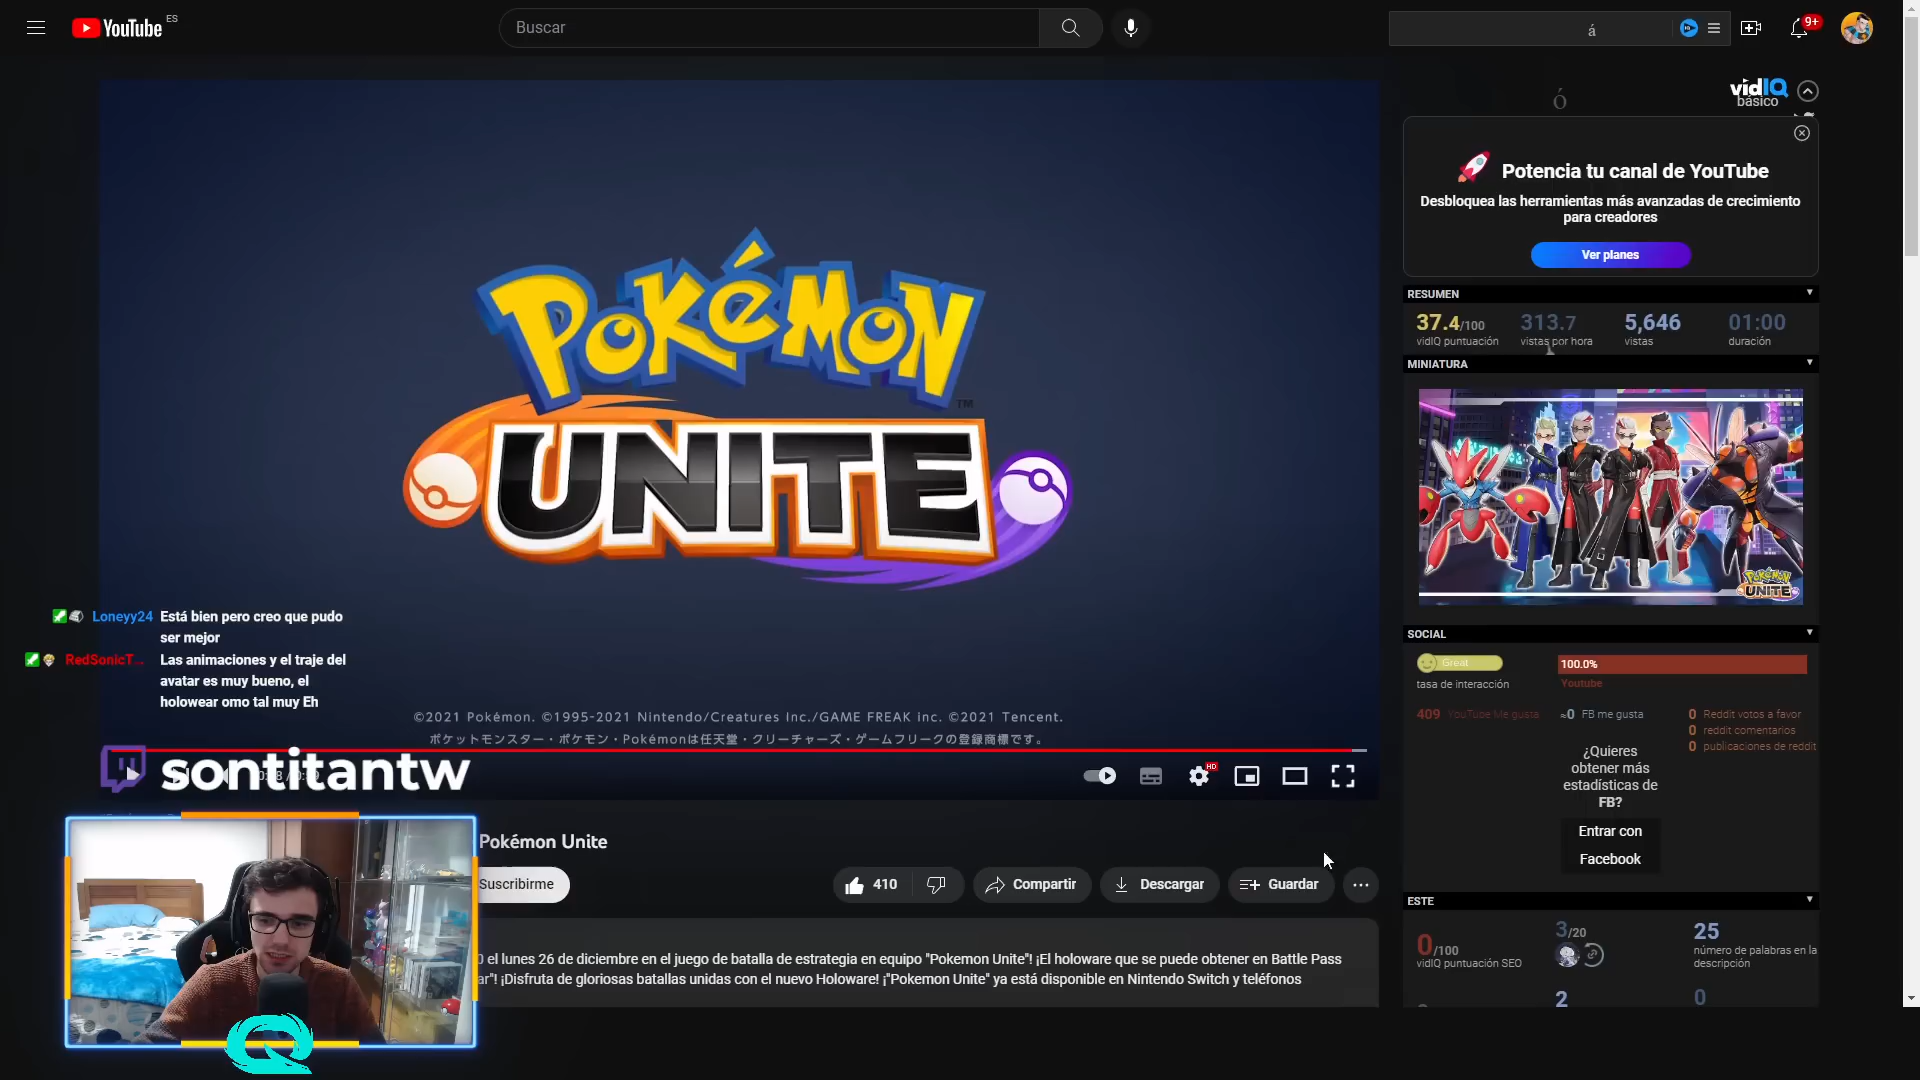 YouTube
ES
Buscar
á
9+
ó
vidIQ
básico
Potencia tu canal de YouTube
Desbloquea las herramientas más avanzadas de crecimiento
para creadores
Ver planes
RESUMEN
37.4/100
vidIQ puntuación
313.7
vistas por hora
5,646
vistas
01:00
duración
MINIATURA
POKÉMON
UNITE
SOCIAL
Great
tasa de interacción
100.0%
Youtube
409 YouTube Me gusta
≈0 FB me gusta
0 Reddit votos a favor
0 reddit comentarios
0 publicaciones de reddit
¿Quieres
obtener más
estadísticas de
FB?
Entrar con
Facebook
ESTE
0/100
vidIQ puntuación SEO
3/20
25
número de palabras en la
descripción
2
0
POKÉMON
TM
UNITE
Loneyy24 Está bien pero creo que pudo
ser mejor
RedSonicT... Las animaciones y el traje del
avatar es muy bueno, el
holowear omo tal muy Eh
©2021 Pokémon. ©1995-2021 Nintendo/Creatures Inc./GAME FREAK inc. ©2021 Tencent.
ポケットモンスター・ポケモン・Pokémonは任天堂・クリーチャーズ・ゲームフリークの登録商標です。
sontitantw
HD
Pokémon Unite
Suscribirme
410
Compartir
Descargar
Guardar
el lunes 26 de diciembre en el juego de batalla de estrategia en equipo "Pokemon Unite"! ¡El holoware que se puede obtener en Battle Pass
ar"! ¡Disfruta de gloriosas batallas unidas con el nuevo Holoware! ¡"Pokemon Unite" ya está disponible en Nintendo Switch y teléfonos